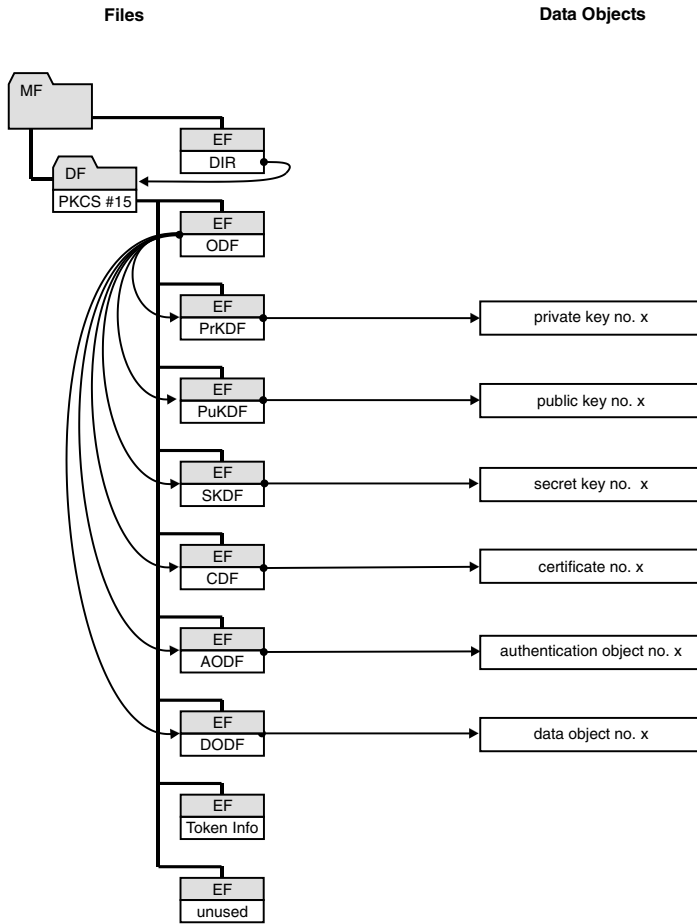 Files
Data Objects
MF
EF
DIR
DF
PKCS #15
EF
ODF
EF
PrKDF
private key no. x
EF
PuKDF
public key no. x
EF
SKDF
secret key no. x
EF
CDF
certificate no. x
EF
AODF
authentication object no. x
EF
DODF
data object no. x
EF
Token Info
EF
unused